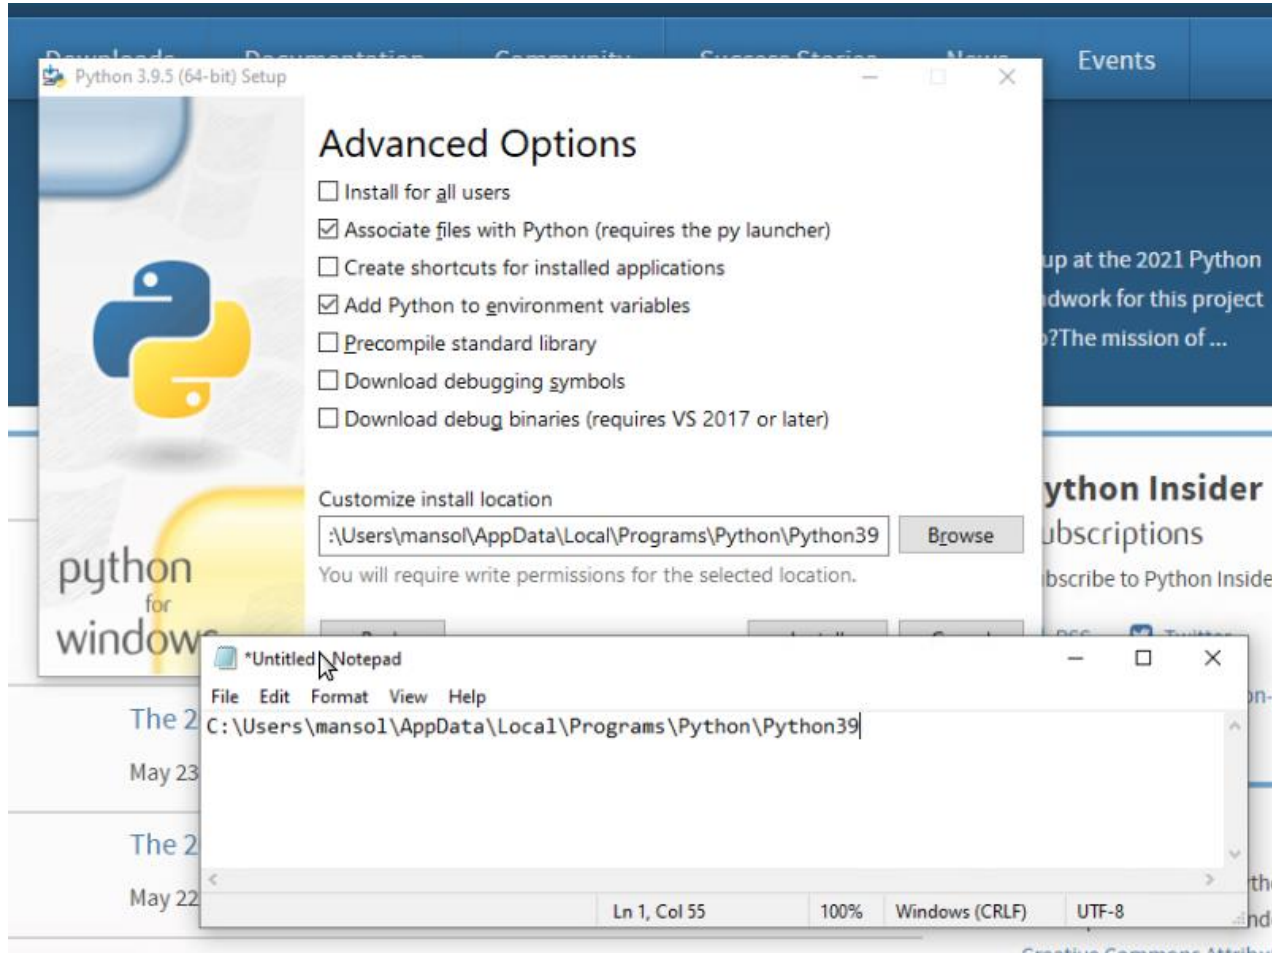 Events
Python 3.9.5 (64-bit) Setup
Advanced Options
Install for all users
Associate files with Python (requires the py launcher)
Create shortcuts for installed applications
Add Python to environment variables
Precompile standard library
Download debugging symbols
Download debug binaries (requires VS 2017 or later)
Customize install location
:\Users\mansol\AppData\Local\Programs\Python\Python39
Browse
You will require write permissions for the selected location.
python
for
windows
up at the 2021 Python
dwork for this project
?The mission of ...
ython Insider
ubscriptions
bscribe to Python Inside
*Untitled - Notepad
File Edit Format View Help
C:\Users\mansol\AppData\Local\Programs\Python\Python39
The 2
May 23
The 2
May 22
Ln 1, Col 55 100% Windows (CRLF) UTF-8